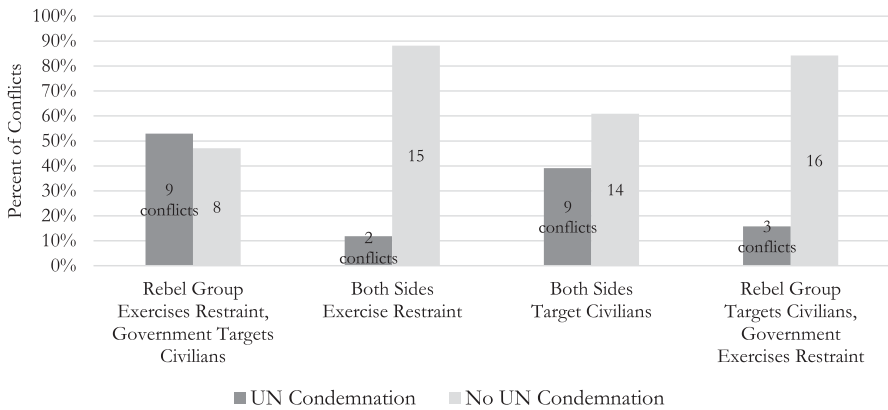 100%
90%
80%
70%
60%
50%
40%
30%
20%
10%
0%
Percent of Conflicts
9
conflicts
8
2
conflicts
15
9
conflicts
14
3
conflicts
16
Rebel Group
Exercises Restraint,
Government Targets
Civilians
Both Sides
Exercise Restraint
Both Sides
Target Civilians
Rebel Group
Targets Civilians,
Government
Exercises Restraint
UN Condemnation
No UN Condemnation